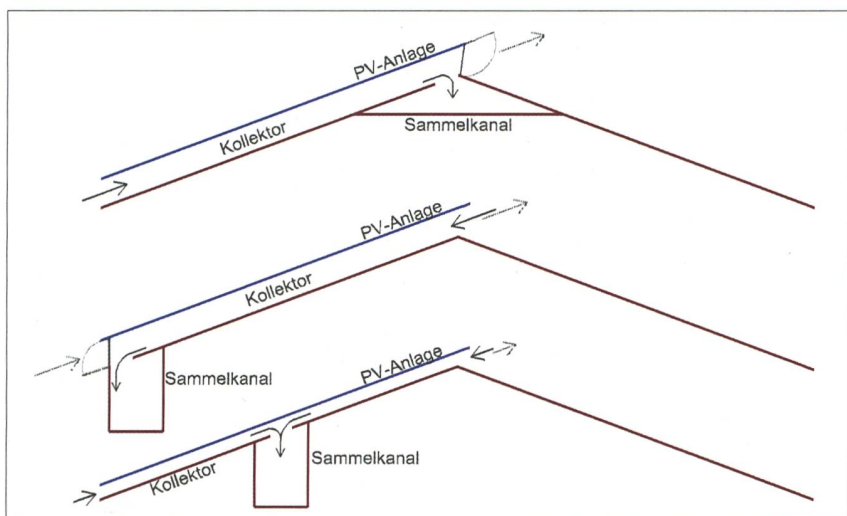 PV-Anlage
Kollektor
Sammelkanal
PV-Anlage
Kollektor
Sammelkanal
PV-Anlage
Sammelkanal
Kollektor